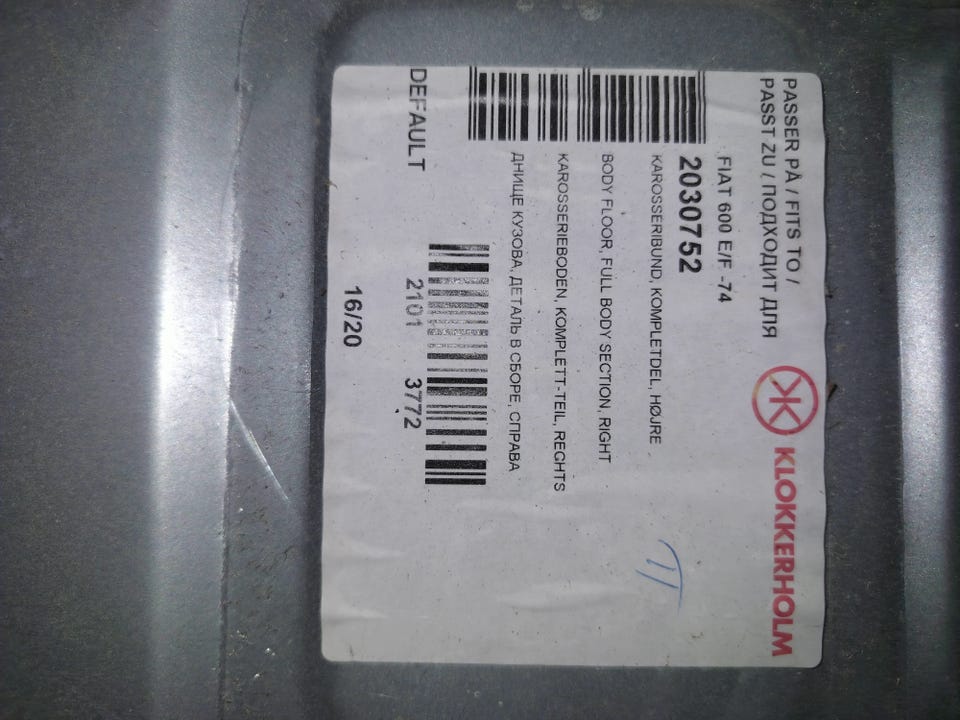 PASSER PÅ / FITS TO /
PASST ZU / ПОДХОДИТ ДЛЯ
KLOKKERHOLM
FIAT 600 E/F -74
2030752
KAROSSERIBUND, KOMPLETDEL, HØJRE
BODY FLOOR, FULL BODY SECTION, RIGHT
KAROSSERIEBODEN, KOMPLETT-TEIL, RECHTS
ДНИЩЕ КУЗОВА, ДЕТАЛЬ В СБОРЕ, СПРАВА
DEFAULT
2101 3772
16/20